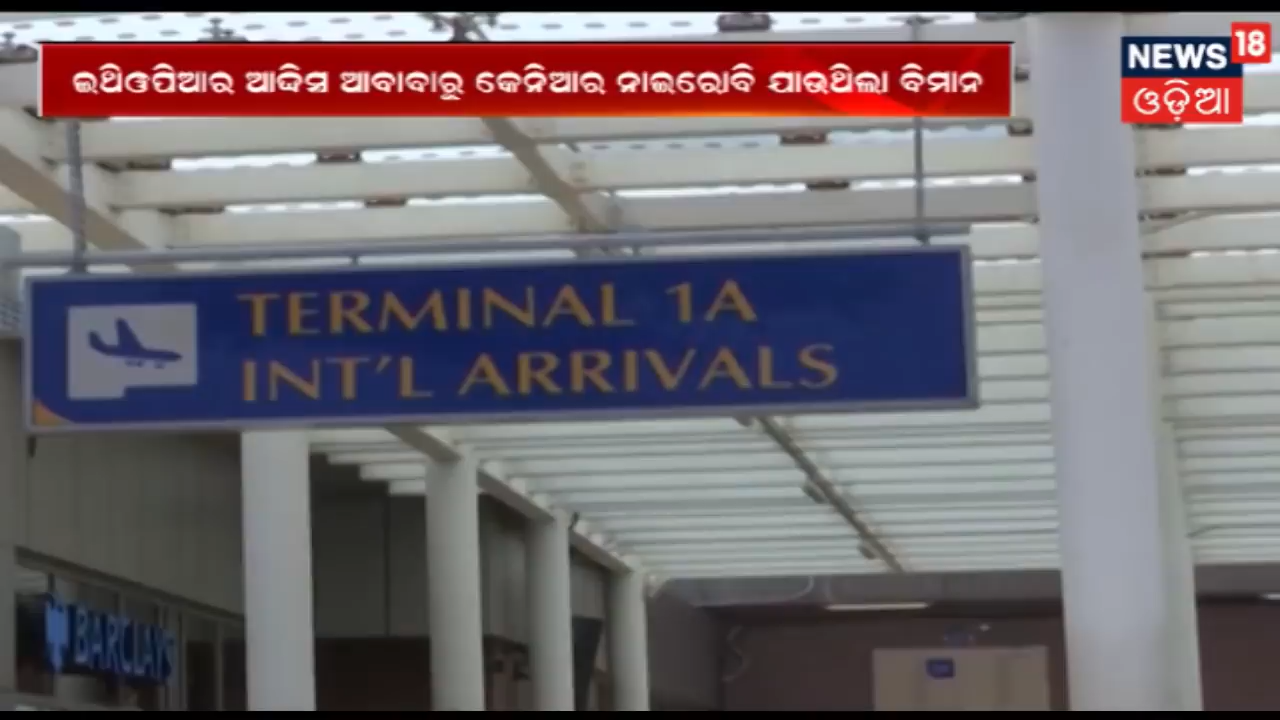 ଇଥିଓପିଆର ଆଦ୍ଦିସ ଆବାବାରୁ କେନିଆର ନାଇରୋବି ଯାଉଥିଲା ବିମାନ
NEWS 18
ଓଡ଼ିଆ
TERMINAL 1A
INT'L ARRIVALS
BARCLAYS